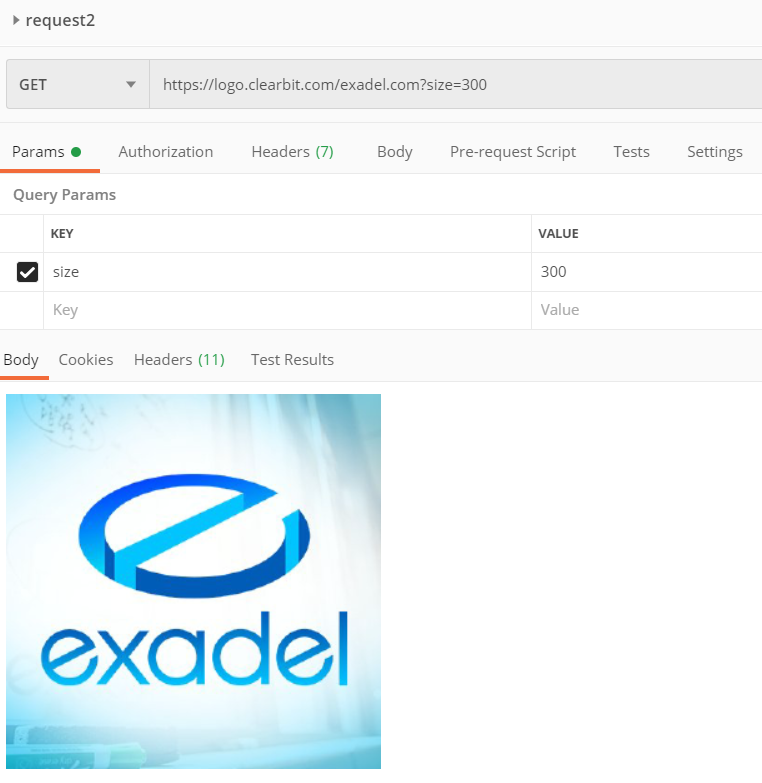 request2
GET https://logo.clearbit.com/exadel.com?size=300
Params Authorization Headers (7) Body Pre-request Script Tests Settings
Query Params
KEY VALUE
size 300
Key Value
Body Cookies Headers (11) Test Results
exadel